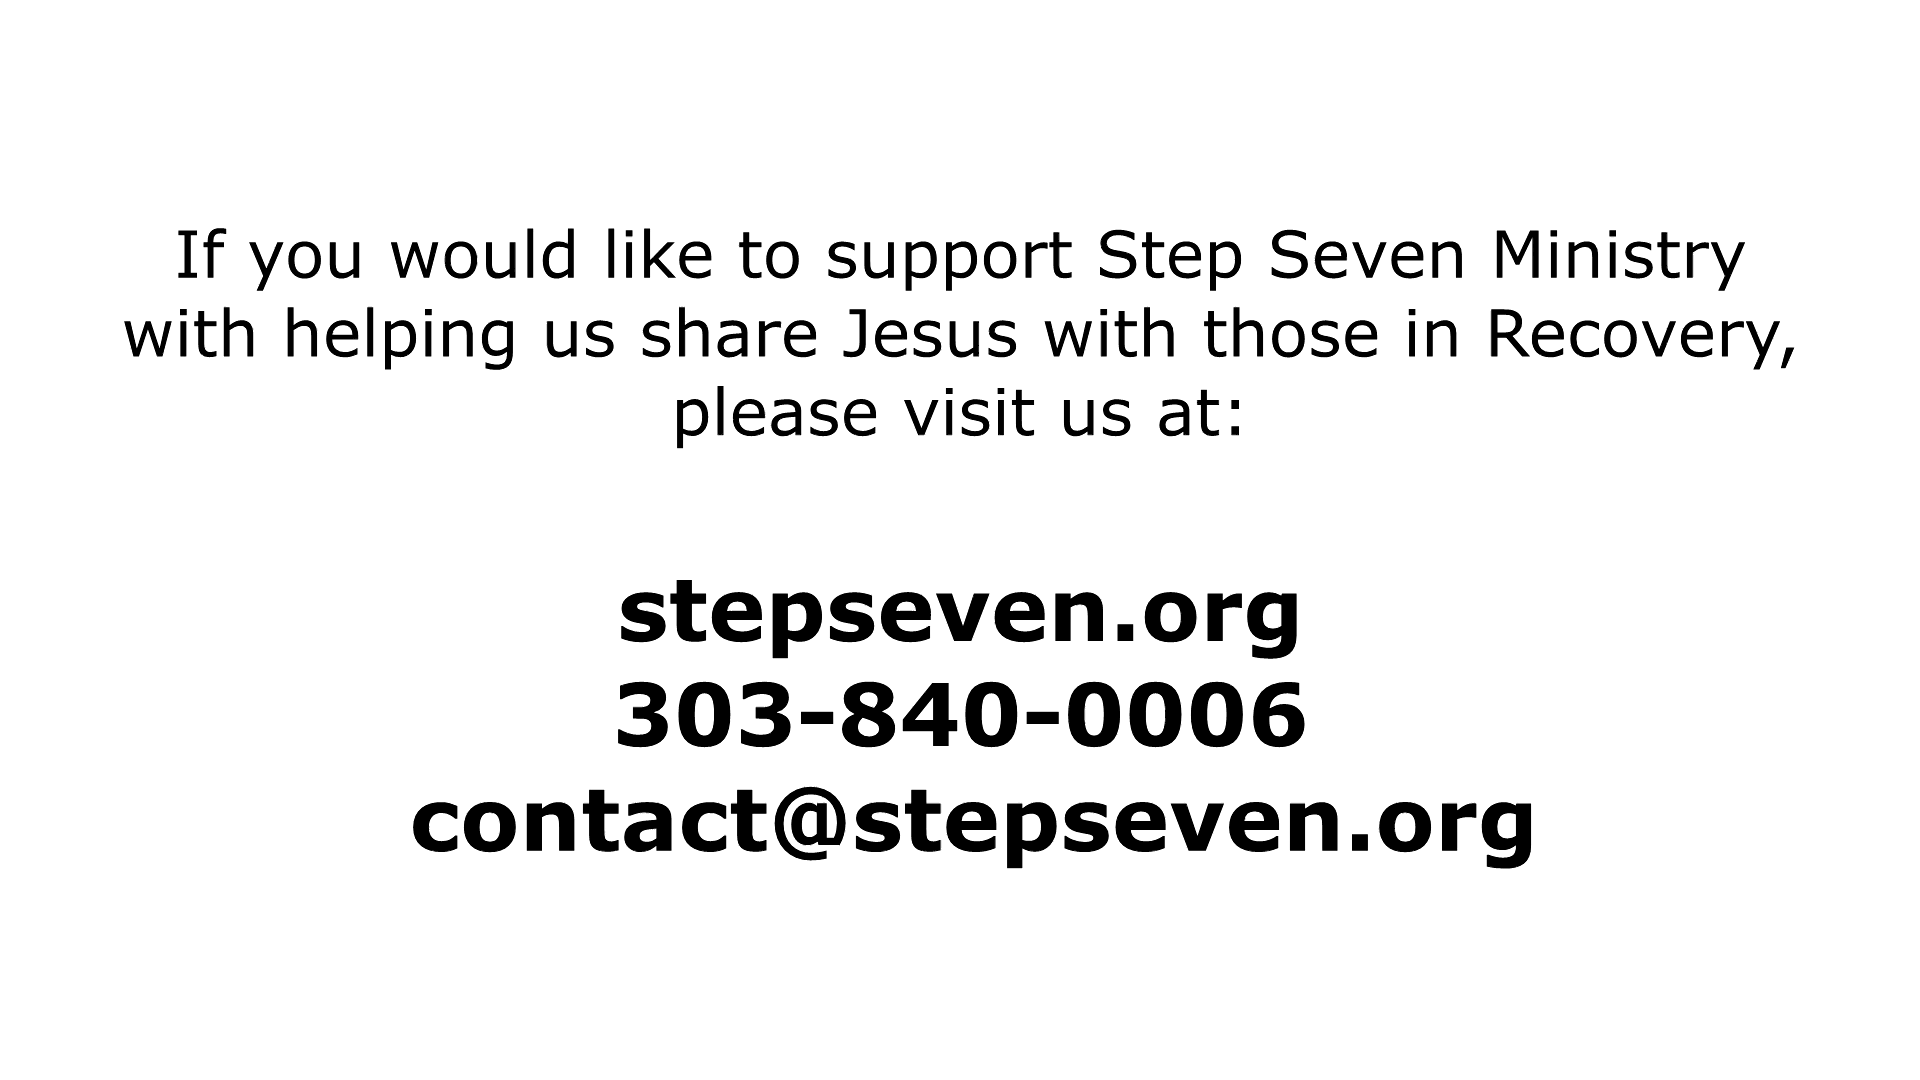 If you would like to support Step Seven Ministry
with helping us share Jesus with those in Recovery,
please visit us at:
stepseven.org
303-840-0006
contact@stepseven.org